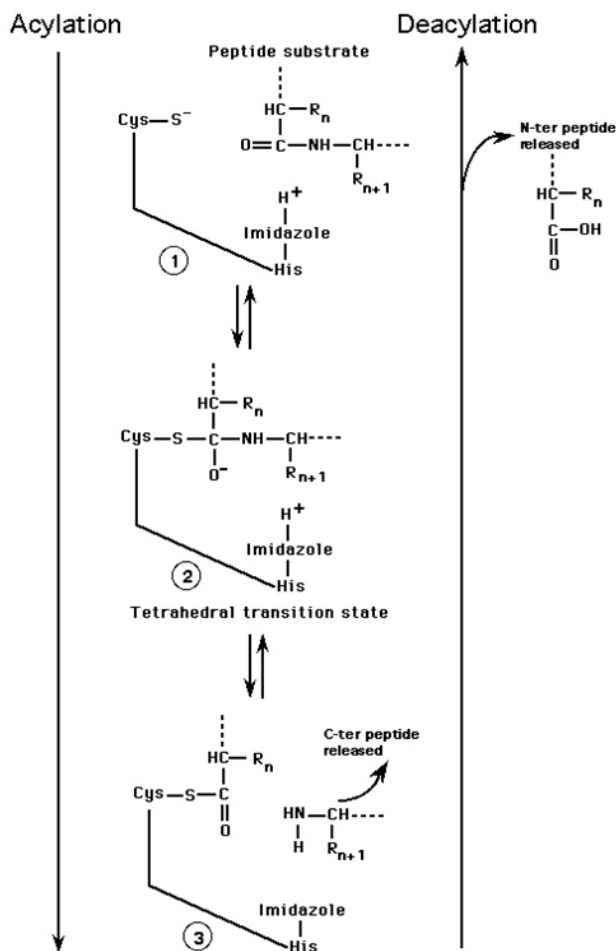 Acylation
Deacylation
Peptide substrate
HC—Rn
Cys—S−
O=C—NH—CH
Rn+1
H+
Imidazole
His
1
N-ter peptide
released
HC—Rn
C—OH
O
HC—Rn
Cys—S—C—NH—CH
O−
Rn+1
H+
Imidazole
His
2
Tetrahedral transition state
C-ter peptide
released
HC—Rn
Cys—S—C
O
HN—CH
H
Rn+1
Imidazole
His
3